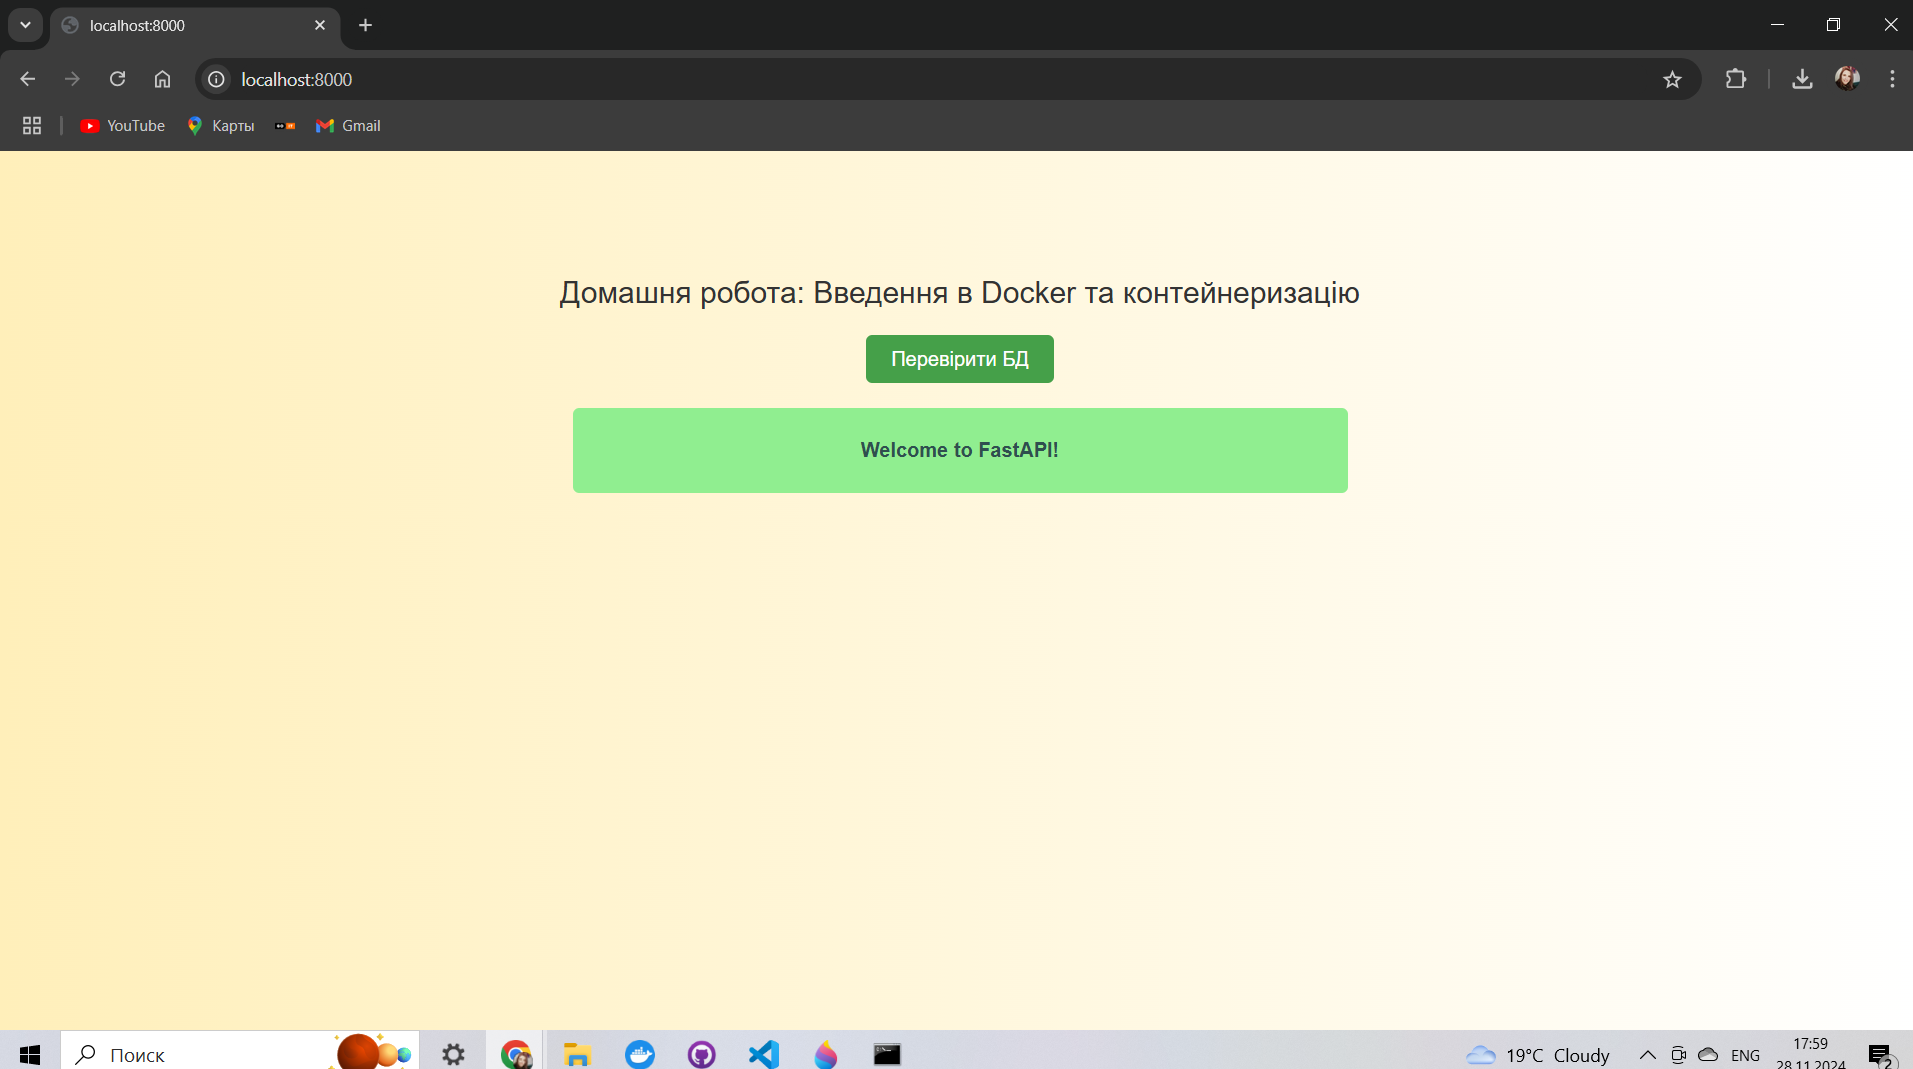 localhost:8000
localhost:8000
YouTube
Карты
Gmail
Домашня робота: Введення в Docker та контейнеризацію
Перевірити БД
Welcome to FastAPI!
Поиск
19°C Cloudy
ENG
17:59
28.11.2024
2